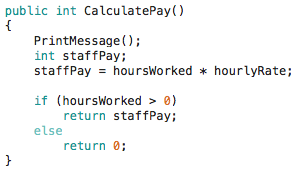 public int CalculatePay()
{
    PrintMessage();
    int staffPay;
    staffPay = hoursWorked * hourlyRate;

    if (hoursWorked > 0)
        return staffPay;
    else
        return 0;
}